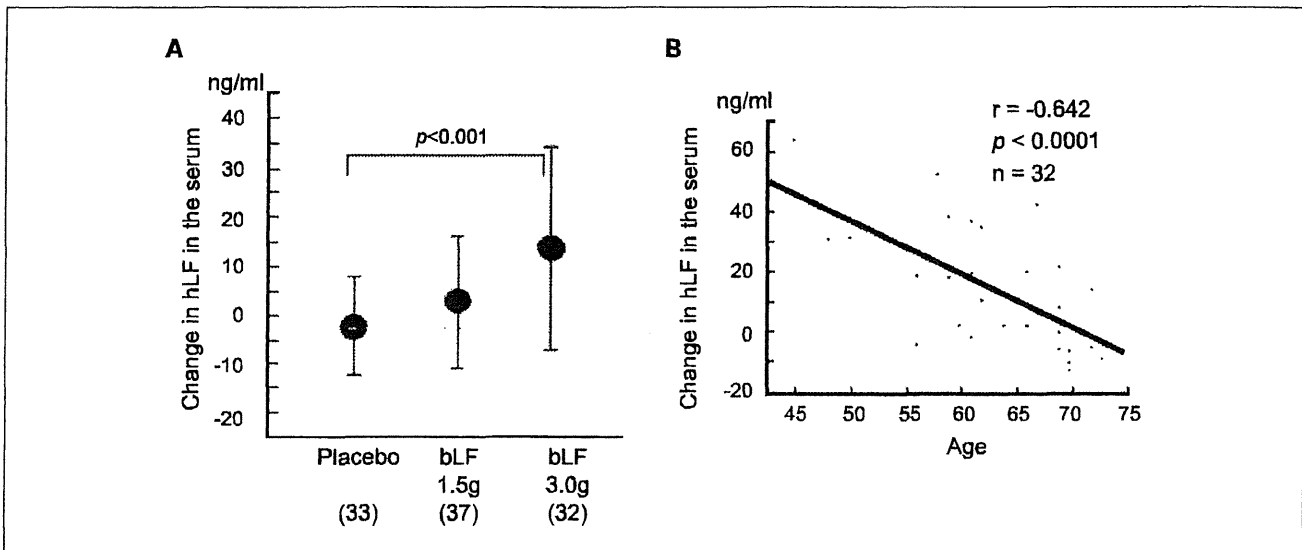 A
ng/ml
Change in hLF in the serum
40
30
20
10
0
-10
-20
p<0.001
Placebo
bLF
bLF
1.5g
3.0g
(33)
(37)
(32)
B
ng/ml
Change in hLF in the serum
60
40
20
0
-20
r = -0.642
p < 0.0001
n = 32
45 50 55 60 65 70 75
Age